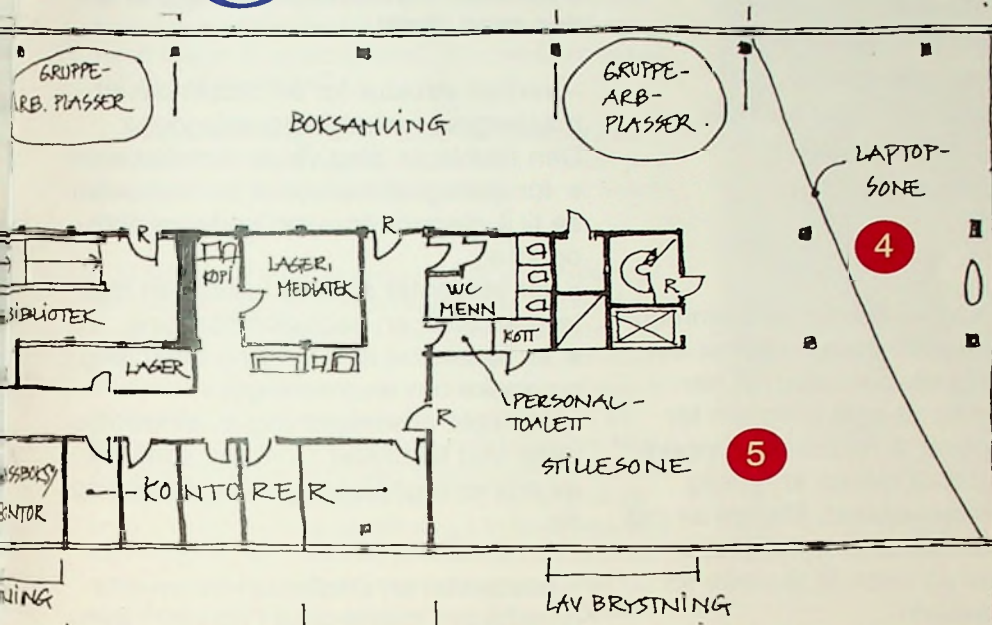 GRUPPE-
ARB. PLASSER
BOKSAMLING
GRUPPE-
ARB-
PLASSER.
LAPTOP-
SONE
4
R
KOPI
LAGER,
MEDIATEK
R
WC
MENN
R
BIBLIOTEK
KOTT
LAGER
PERSONAL-
TOALETT
R
STILLESONE
5
KONTORER
LAV BRYSTNING